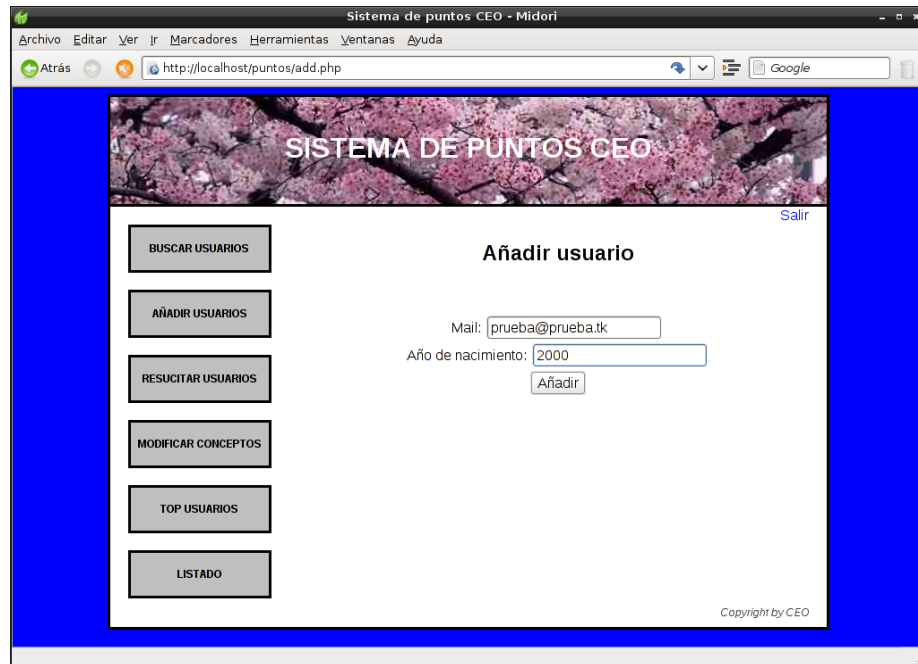 Sistema de puntos CEO - Midori
Archivo Editar Ver Ir Marcadores Herramientas Ventanas Ayuda
Atrás http://localhost/puntos/add.php Google
SISTEMA DE PUNTOS CEO
Salir
BUSCAR USUARIOS
AÑADIR USUARIOS
RESUCITAR USUARIOS
MODIFICAR CONCEPTOS
TOP USUARIOS
LISTADO
Añadir usuario
Mail: prueba@prueba.tk
Año de nacimiento: 2000
Añadir
Copyright by CEO